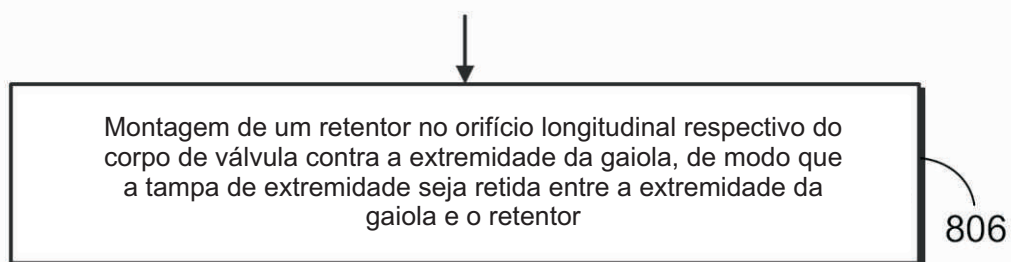 Montagem de um retentor no orifício longitudinal respectivo do
corpo de válvula contra a extremidade da gaiola, de modo que
a tampa de extremidade seja retida entre a extremidade da
gaiola e o retentor
806